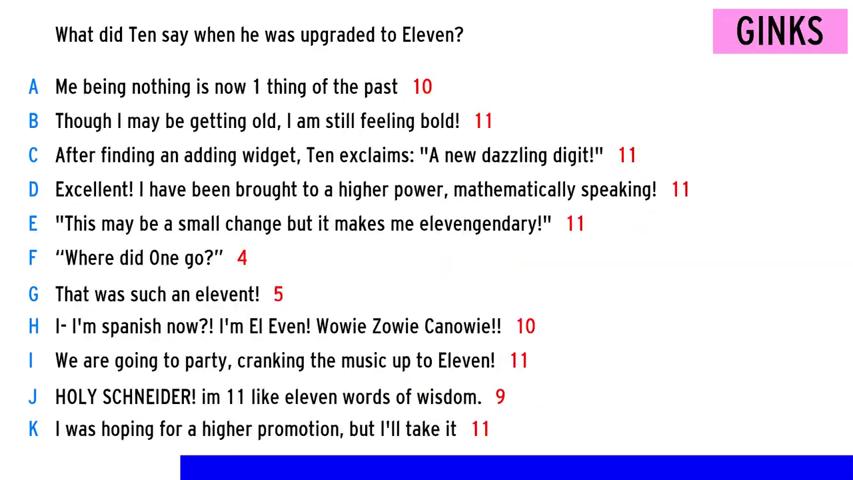 What did Ten say when he was upgraded to Eleven?
GINKS
A Me being nothing is now 1 thing of the past 10
B Though I may be getting old, I am still feeling bold! 11
C After finding an adding widget, Ten exclaims: "A new dazzling digit!" 11
D Excellent! I have been brought to a higher power, mathematically speaking! 11
E "This may be a small change but it makes me elevengendary!" 11
F “Where did One go?” 4
G That was such an elevent! 5
H I- I'm spanish now?! I'm El Even! Wowie Zowie Canowie!! 10
I We are going to party, cranking the music up to Eleven! 11
J HOLY SCHNEIDER! im 11 like eleven words of wisdom. 9
K I was hoping for a higher promotion, but I'll take it 11